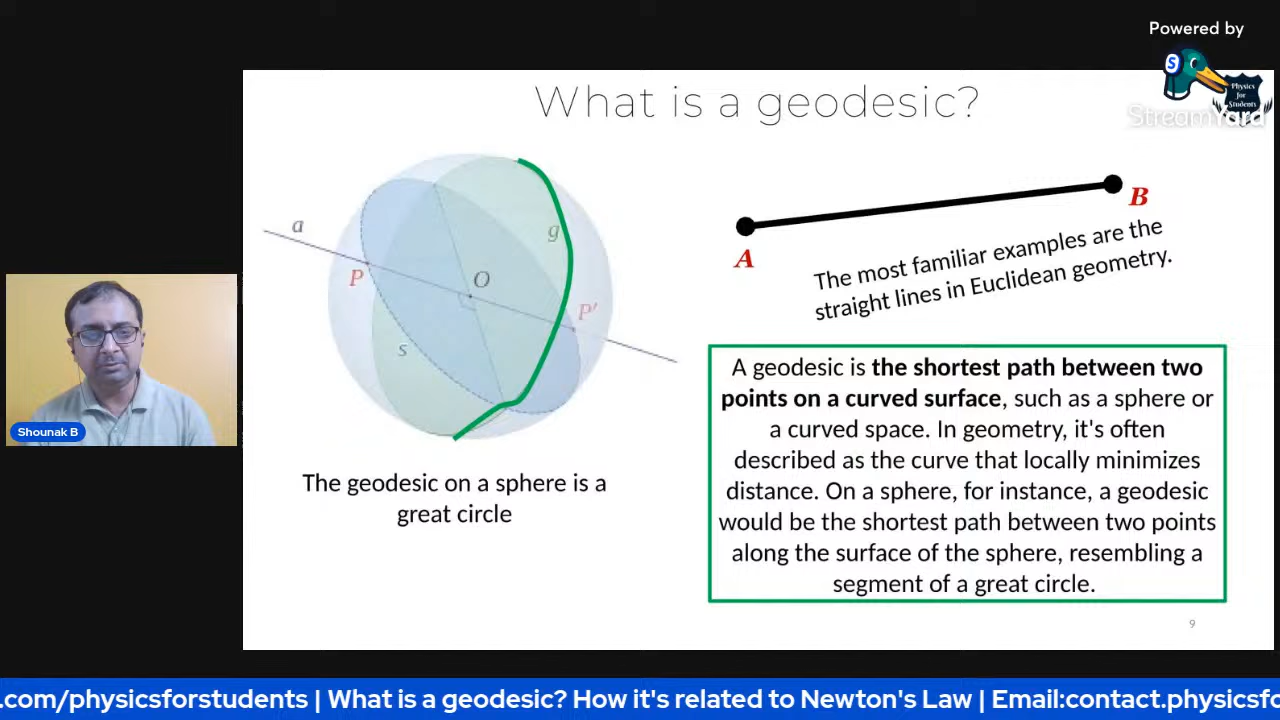 Powered by
S
Physics
for
Students
StreamYard
What is a geodesic?
a
g
P
O
P'
s
A
B
The most familiar examples are the
straight lines in Euclidean geometry.
The geodesic on a sphere is a
great circle
A geodesic is the shortest path between two
points on a curved surface, such as a sphere or
a curved space. In geometry, it's often
described as the curve that locally minimizes
distance. On a sphere, for instance, a geodesic
would be the shortest path between two points
along the surface of the sphere, resembling a
segment of a great circle.
9
Shounak B
.com/physicsforstudents | What is a geodesic? How it's related to Newton's Law | Email:contact.physicsfo